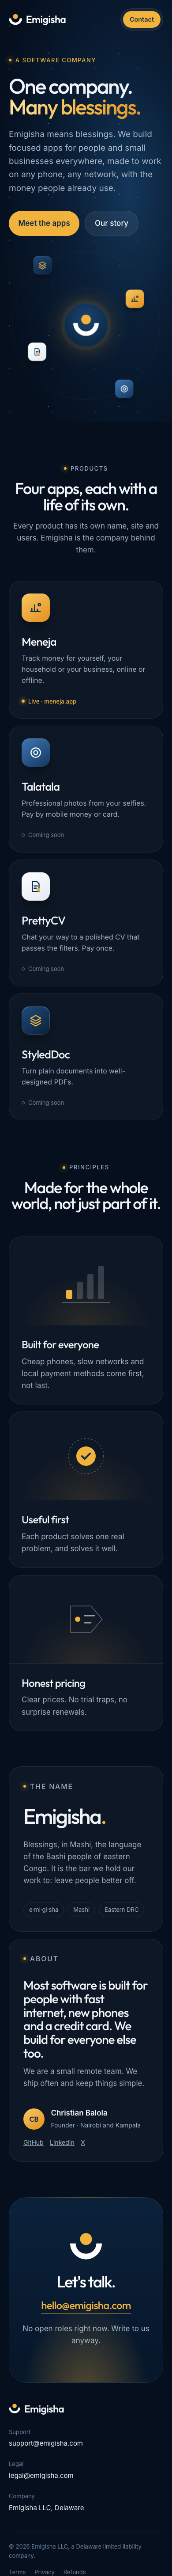 Emigisha
Contact
A SOFTWARE COMPANY
One company.
Many blessings.
Emigisha means blessings. We build
focused apps for people and small
businesses everywhere, made to work
on any phone, any network, with the
money people already use.
Meet the apps
Our story
PRODUCTS
Four apps, each with a
life of its own.
Every product has its own name, site and
users. Emigisha is the company behind
them.
Meneja
Track money for yourself, your
household or your business, online or
offline.
Live · meneja.app
Talatala
Professional photos from your selfies.
Pay by mobile money or card.
Coming soon
PrettyCV
Chat your way to a polished CV that
passes the filters. Pay once.
Coming soon
StyledDoc
Turn plain documents into well-
designed PDFs.
Coming soon
PRINCIPLES
Made for the whole
world, not just part of it.
Built for everyone
Cheap phones, slow networks and
local payment methods come first,
not last.
Useful first
Each product solves one real
problem, and solves it well.
Honest pricing
Clear prices. No trial traps, no
surprise renewals.
THE NAME
Emigisha.
Blessings, in Mashi, the language
of the Bashi people of eastern
Congo. It is the bar we hold our
work to: leave people better off.
e·mi·gi·sha
Mashi
Eastern DRC
ABOUT
Most software is built for
people with fast
internet, new phones
and a credit card. We
build for everyone else
too.
We are a small remote team. We
ship often and keep things simple.
CB
Christian Balola
Founder · Nairobi and Kampala
GitHub
LinkedIn
X
Let's talk.
hello@emigisha.com
No open roles right now. Write to us
anyway.
Emigisha
Support
support@emigisha.com
Legal
legal@emigisha.com
Company
Emigisha LLC, Delaware
© 2026 Emigisha LLC, a Delaware limited liability
company.
Terms
Privacy
Refunds